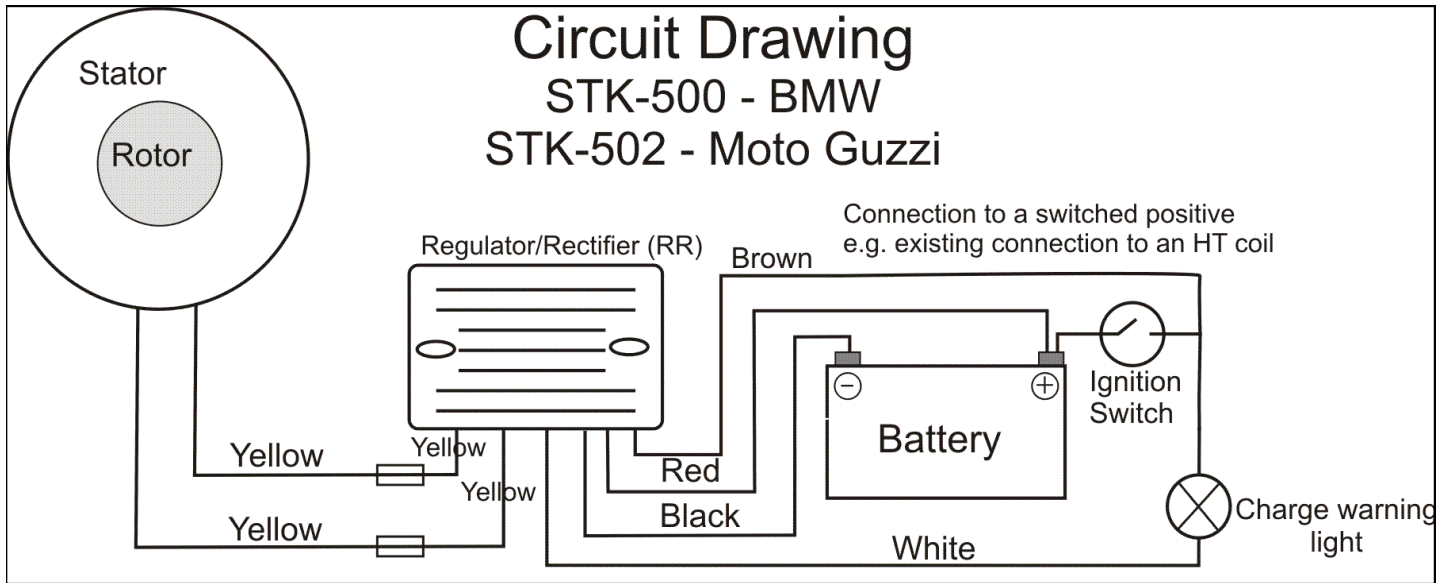 Circuit Drawing
STK-500 - BMW
STK-502 - Moto Guzzi
Stator
Rotor
Connection to a switched positive
e.g. existing connection to an HT coil
Regulator/Rectifier (RR)
Brown
−
+
Ignition
Switch
Battery
Yellow
Yellow
Red
Yellow
Yellow
Black
White
Charge warning
light